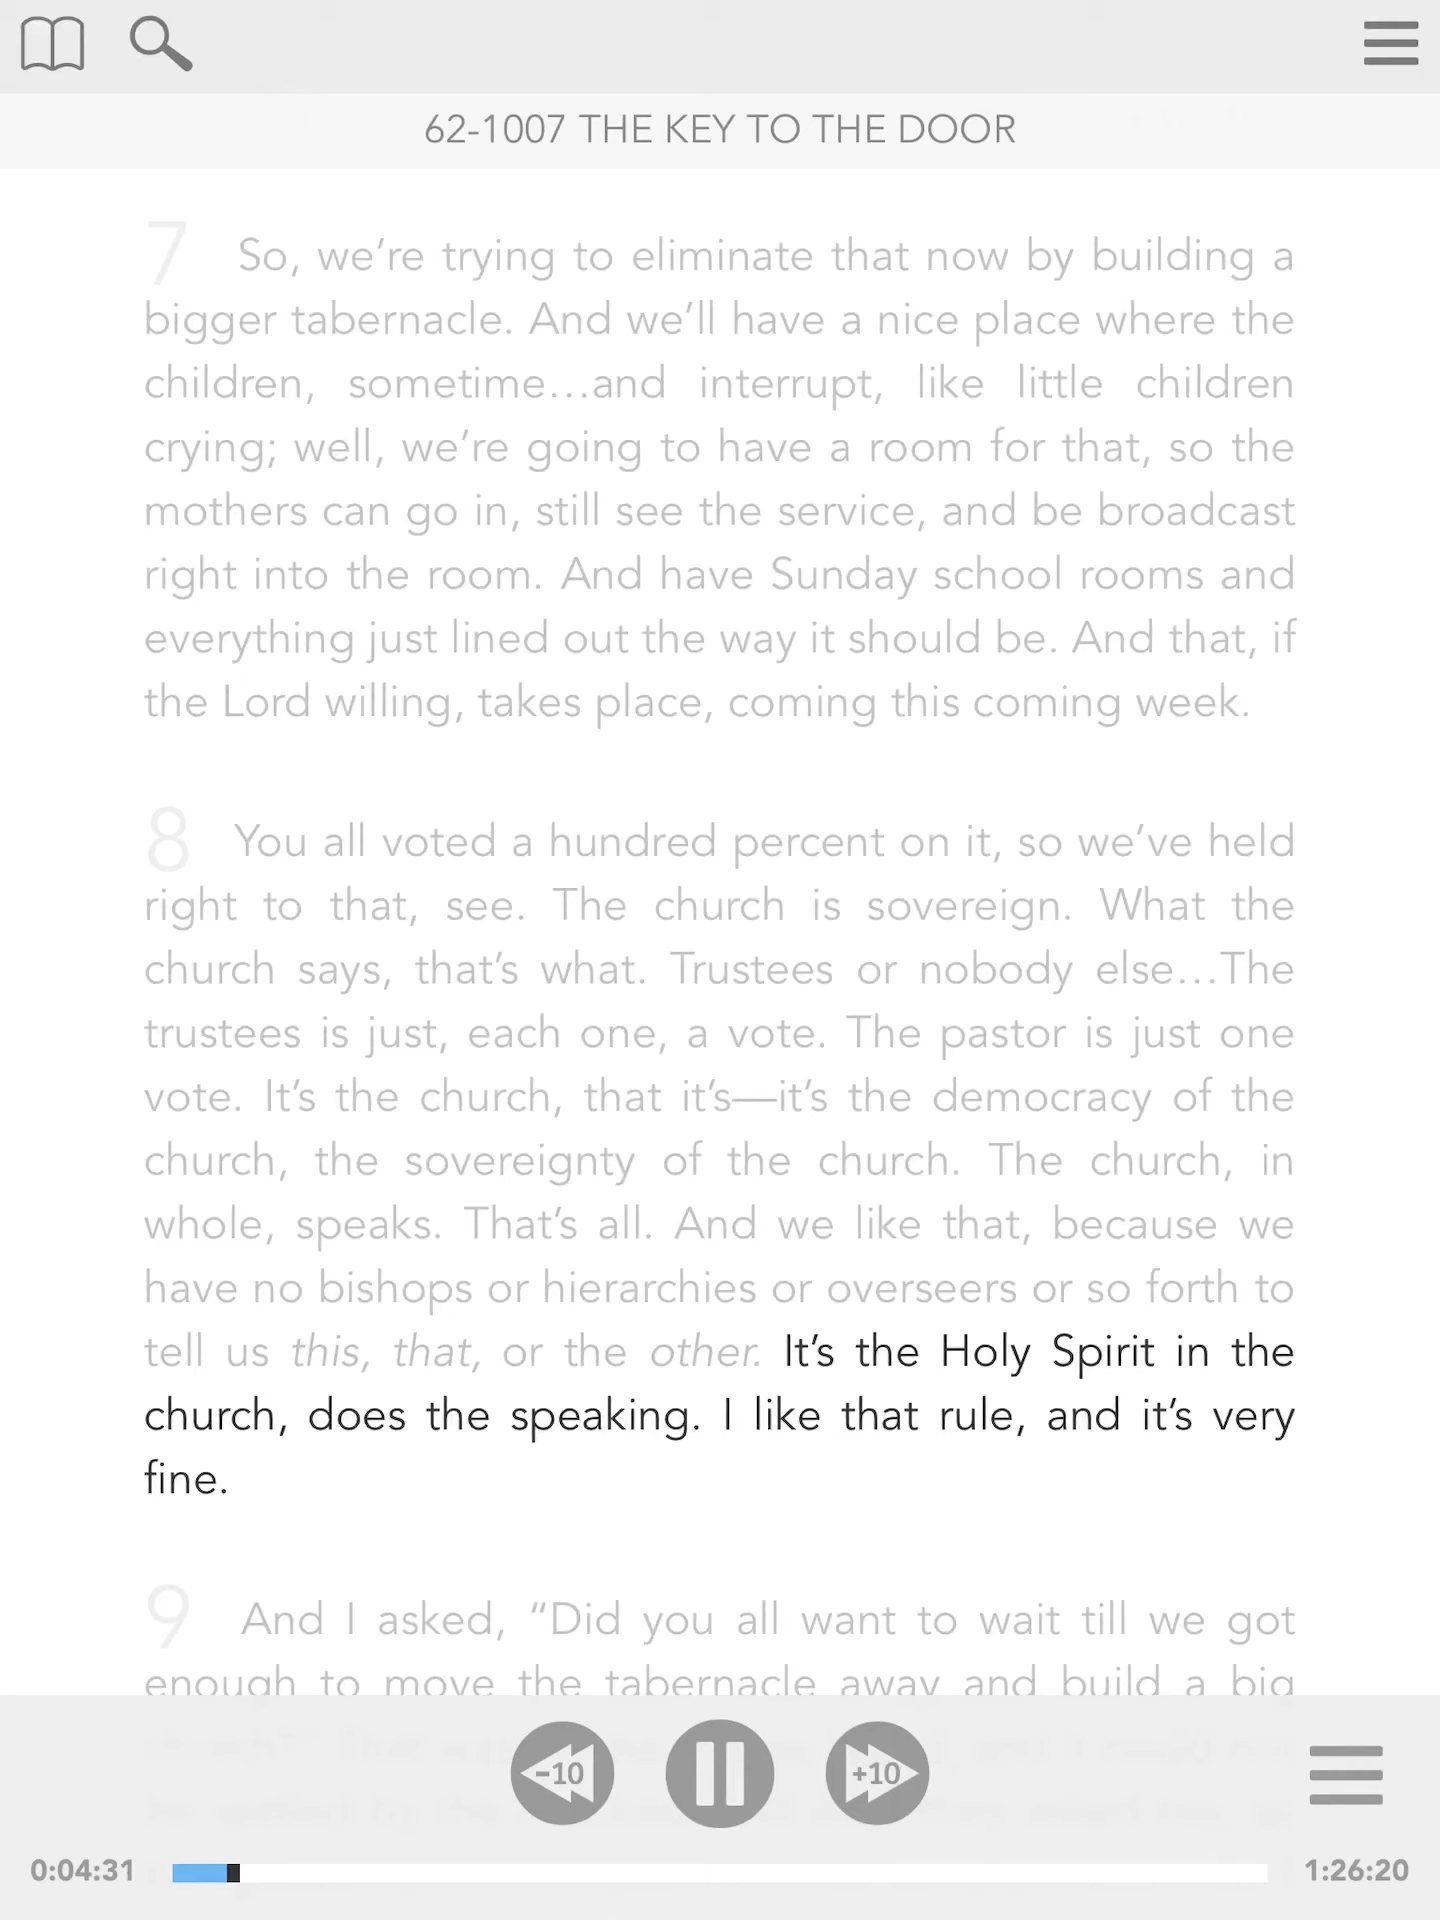 62-1007 THE KEY TO THE DOOR
7 So, we’re trying to eliminate that now by building a
bigger tabernacle. And we’ll have a nice place where the
children, sometime…and interrupt, like little children
crying; well, we’re going to have a room for that, so the
mothers can go in, still see the service, and be broadcast
right into the room. And have Sunday school rooms and
everything just lined out the way it should be. And that, if
the Lord willing, takes place, coming this coming week.
8 You all voted a hundred percent on it, so we’ve held
right to that, see. The church is sovereign. What the
church says, that’s what. Trustees or nobody else…The
trustees is just, each one, a vote. The pastor is just one
vote. It’s the church, that it’s—it’s the democracy of the
church, the sovereignty of the church. The church, in
whole, speaks. That’s all. And we like that, because we
have no bishops or hierarchies or overseers or so forth to
tell us this, that, or the other. It’s the Holy Spirit in the
church, does the speaking. I like that rule, and it’s very
fine.
9 And I asked, “Did you all want to wait till we got
enough to move the tabernacle away and build a big
-10 +10
0:04:31 1:26:20